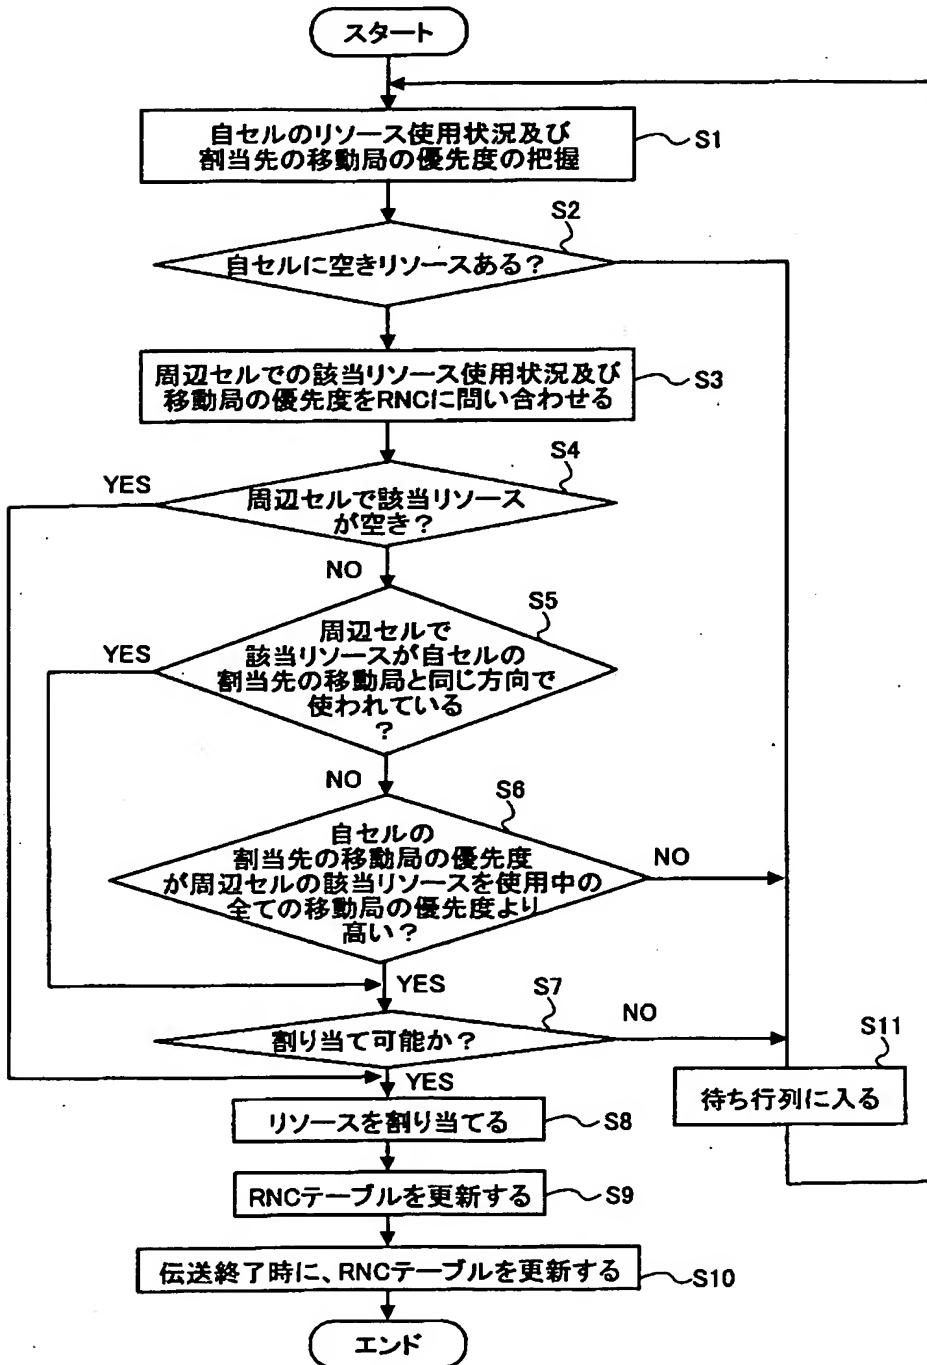 スタート
自セルのリソース使用状況及び
割当先の移動局の優先度の把握
S1
S2
自セルに空きリソースある?
周辺セルでの該当リソース使用状況及び
移動局の優先度をRNCに問い合わせる
S3
S4
YES
周辺セルで該当リソース
が空き?
NO
S5
YES
周辺セルで
該当リソースが自セルの
割当先の移動局と同じ方向で
使われている
?
NO
S6
自セルの
割当先の移動局の優先度
が周辺セルの該当リソースを使用中の
全ての移動局の優先度より
高い?
NO
YES
S7
割り当て可能か?
NO
YES
S11
待ち行列に入る
リソースを割り当てる
S8
RNCテーブルを更新する
S9
伝送終了時に、RNCテーブルを更新する
S10
エンド